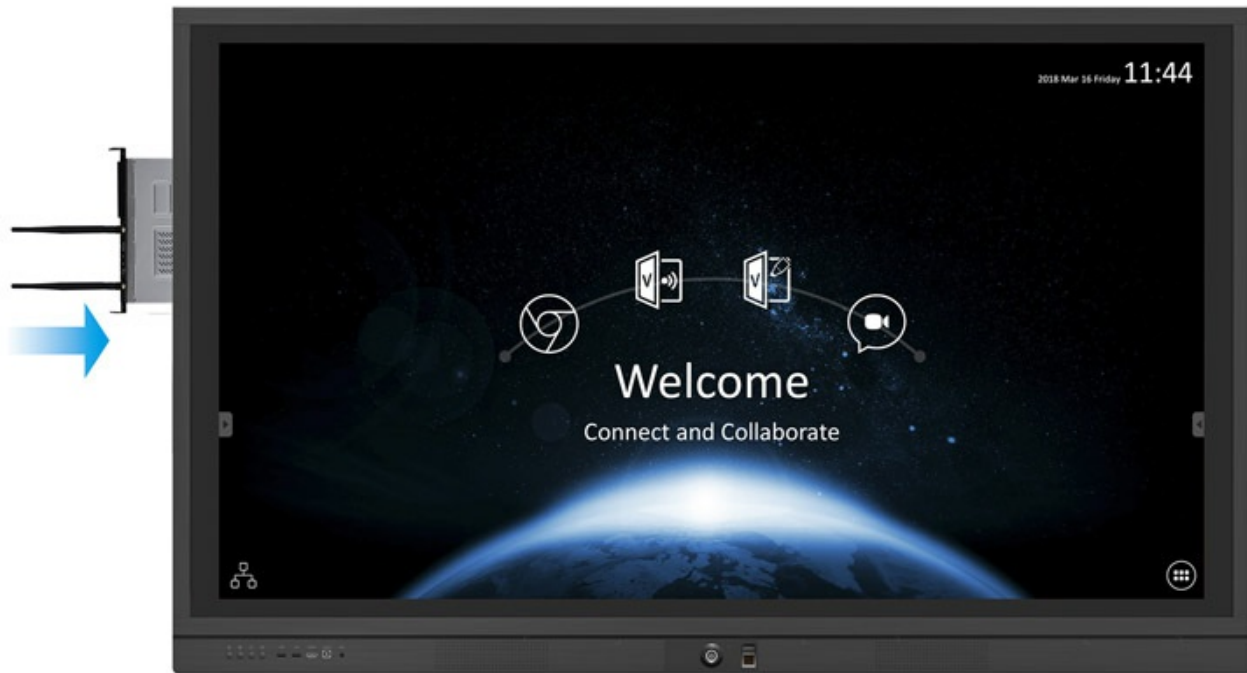 2018 Mar 16 Friday 11:44
V
V
Welcome
Connect and Collaborate